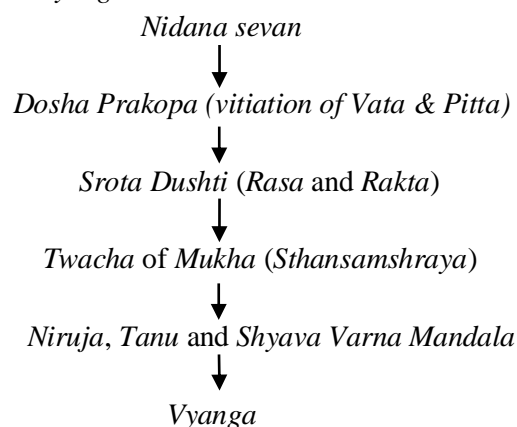 Nidana sevan
Dosha Prakopa (vitiation of Vata & Pitta)
Srota Dushti (Rasa and Rakta)
Twacha of Mukha (Sthansamshraya)
Niruja, Tanu and Shyava Varna Mandala
Vyanga